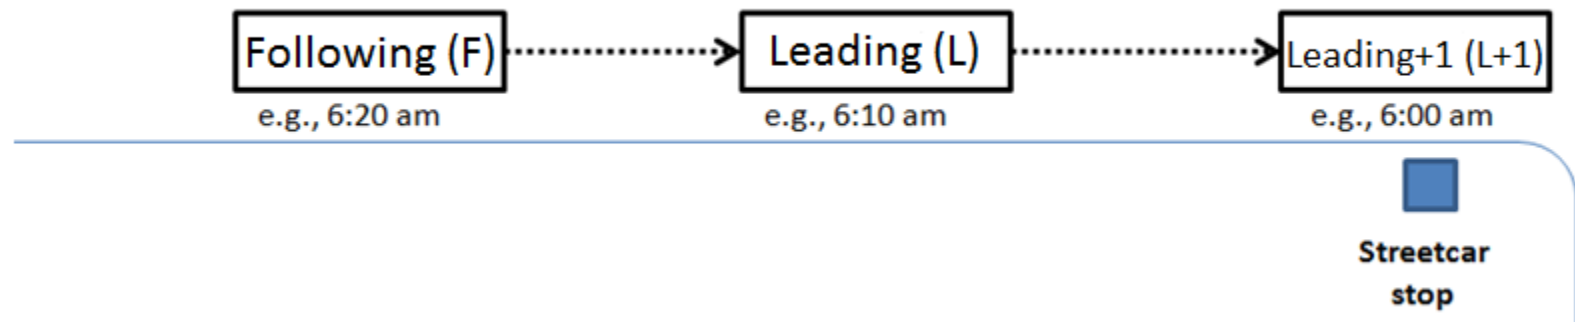 Following (F)
Leading (L)
Leading+1 (L+1)
e.g., 6:20 am
e.g., 6:10 am
e.g., 6:00 am
Streetcar
stop